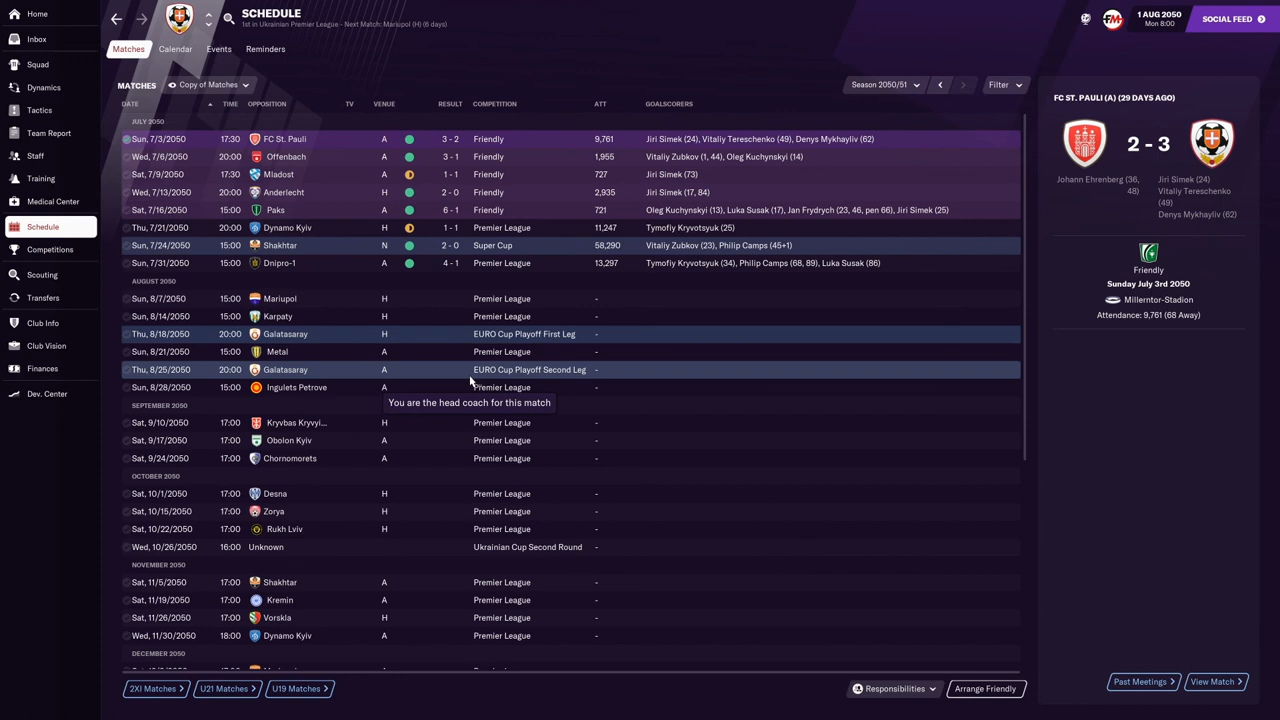 Home
Inbox
Squad
Dynamics
Tactics
Team Report
Staff
Training
Medical Center
Schedule
Competitions
Scouting
Transfers
Club Info
Club Vision
Finances
Dev. Center
SCHEDULE
1st in Ukrainian Premier League - Next Match: Mariupol (H) (6 days)
FM
1 AUG 2050
Mon 8:00
SOCIAL FEED
Matches Calendar Events Reminders
MATCHES Copy of Matches Season 2050/51 Filter
DATE TIME OPPOSITION TV VENUE RESULT COMPETITION ATT GOALSCORERS
JULY 2050
Sun, 7/3/2050 17:30 FC St. Pauli A 3 - 2 Friendly 9,761 Jiri Simek (24), Vitaliy Tereschenko (49), Denys Mykhayliv (62)
Wed, 7/6/2050 20:00 Offenbach A 3 - 1 Friendly 1,955 Vitaliy Zubkov (1, 44), Oleg Kuchynskyi (14)
Sat, 7/9/2050 17:30 Mladost A 1 - 1 Friendly 727 Jiri Simek (73)
Wed, 7/13/2050 20:00 Anderlecht H 2 - 0 Friendly 2,935 Jiri Simek (17, 84)
Sat, 7/16/2050 15:00 Paks A 6 - 1 Friendly 721 Oleg Kuchynskyi (13), Luka Susak (17), Jan Frydrych (23, 46, pen 66), Jiri Simek (25)
Thu, 7/21/2050 20:00 Dynamo Kyiv H 1 - 1 Friendly 11,247 Tymofiy Kryvotsyuk (25)
Sun, 7/24/2050 15:00 Shakhtar N 2 - 0 Super Cup 58,290 Vitaliy Zubkov (23), Philip Camps (45+1)
Sun, 7/31/2050 15:00 Dnipro-1 A 4 - 1 Premier League 13,297 Tymofiy Kryvotsyuk (34), Philip Camps (68, 89), Luka Susak (86)
AUGUST 2050
Sun, 8/7/2050 15:00 Mariupol H Premier League -
Sun, 8/14/2050 15:00 Karpaty H Premier League -
Thu, 8/18/2050 20:00 Galatasaray H EURO Cup Playoff First Leg -
Sun, 8/21/2050 15:00 Metal A Premier League -
Thu, 8/25/2050 20:00 Galatasaray A EURO Cup Playoff Second Leg -
Sun, 8/28/2050 15:00 Ingulets Petrove A Premier League -
You are the head coach for this match
SEPTEMBER 2050
Sat, 9/10/2050 17:00 Kryvbas Kryvyi... H Premier League -
Sat, 9/17/2050 17:00 Obolon Kyiv A Premier League -
Sat, 9/24/2050 17:00 Chornomorets A Premier League -
OCTOBER 2050
Sat, 10/1/2050 17:00 Desna H Premier League -
Sat, 10/15/2050 17:00 Zorya H Premier League -
Sat, 10/22/2050 17:00 Rukh Lviv H Premier League -
Wed, 10/26/2050 16:00 Unknown Ukrainian Cup Second Round -
NOVEMBER 2050
Sat, 11/5/2050 17:00 Shakhtar A Premier League -
Sat, 11/19/2050 17:00 Kremin A Premier League -
Sat, 11/26/2050 17:00 Vorskla H Premier League -
Wed, 11/30/2050 18:00 Dynamo Kyiv A Premier League -
DECEMBER 2050
2XI Matches U21 Matches U19 Matches Responsibilities Arrange Friendly
FC ST. PAULI (A) (29 DAYS AGO)
2 - 3
Johann Ehrenberg (36, 48)
Jiri Simek (24)
Vitaliy Tereschenko (49)
Denys Mykhayliv (62)
Friendly
Sunday July 3rd 2050
Millerntor-Stadion
Attendance: 9,761 (68 Away)
Past Meetings View Match